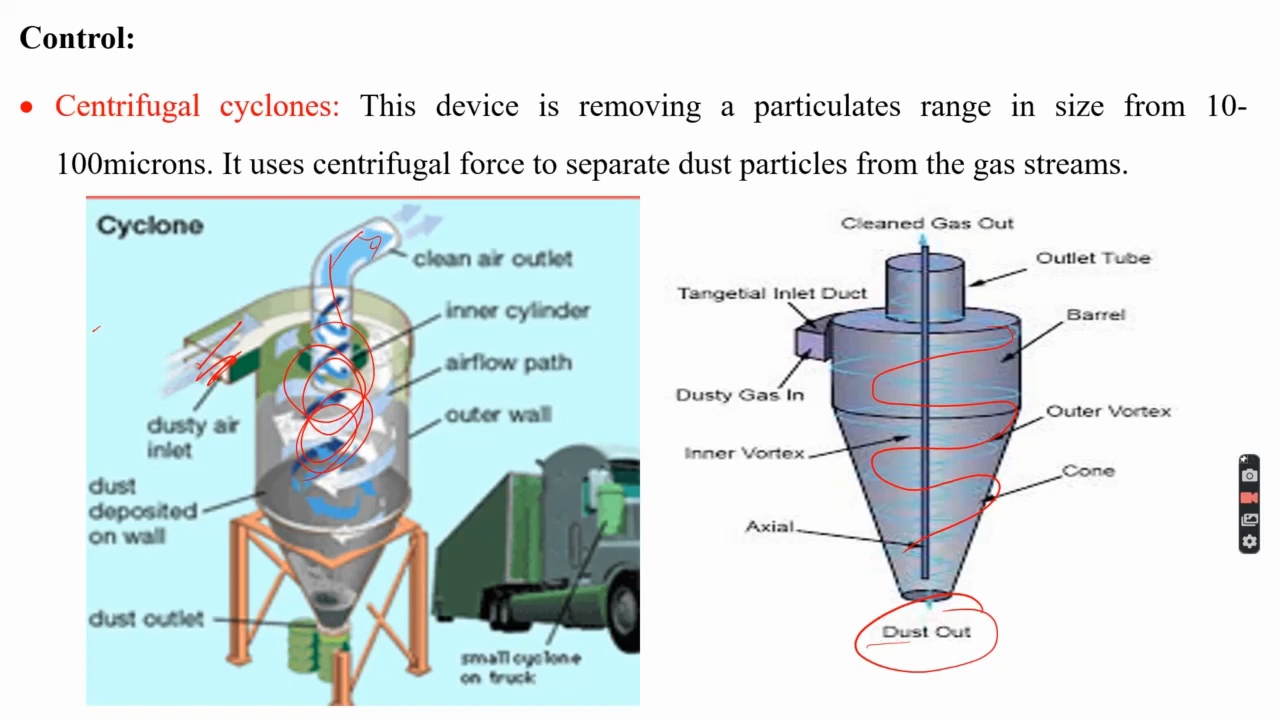 Control:
• Centrifugal cyclones: This device is removing a particulates range in size from 10-
100microns. It uses centrifugal force to separate dust particles from the gas streams.
Cyclone
clean air outlet
inner cylinder
airflow path
outer wall
dusty air
inlet
dust
deposited
on wall
dust outlet
small cyclone
on truck
Cleaned Gas Out
Outlet Tube
Tangetial Inlet Duct
Barrel
Dusty Gas In
Outer Vortex
Inner Vortex
Cone
Axial
Dust Out